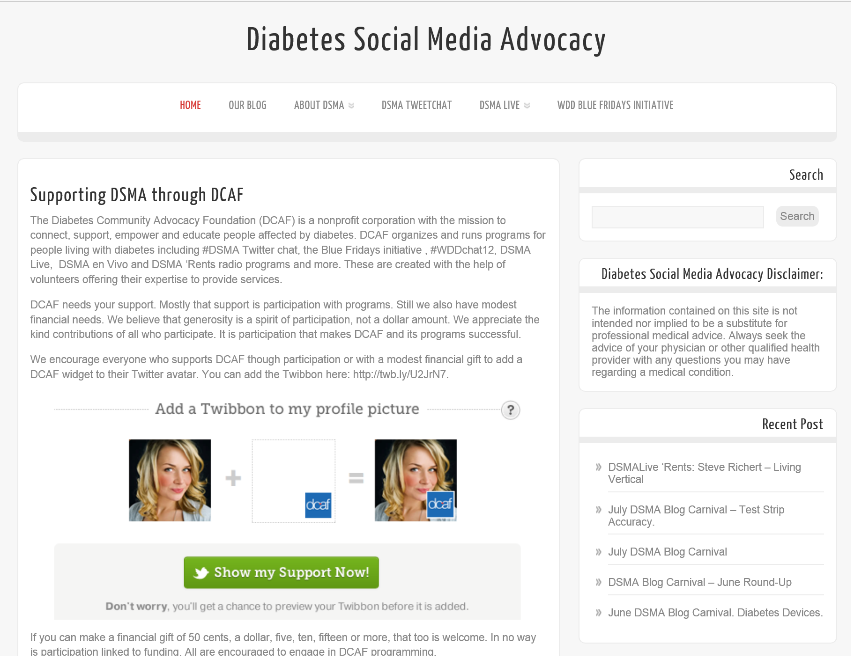 Diabetes Social Media Advocacy
HOME OUR BLOG ABOUT DSMA DSMA TWEETCHAT DSMA LIVE WDD BLUE FRIDAYS INITIATIVE
Supporting DSMA through DCAF
The Diabetes Community Advocacy Foundation (DCAF) is a nonprofit corporation with the mission to
connect, support, empower and educate people affected by diabetes. DCAF organizes and runs programs for
people living with diabetes including #DSMA Twitter chat, the Blue Fridays initiative , #WDDchat12, DSMA
Live, DSMA en Vivo and DSMA 'Rents radio programs and more. These are created with the help of
volunteers offering their expertise to provide services.
DCAF needs your support. Mostly that support is participation with programs. Still we also have modest
financial needs. We believe that generosity is a spirit of participation, not a dollar amount. We appreciate the
kind contributions of all who participate. It is participation that makes DCAF and its programs successful.
We encourage everyone who supports DCAF though participation or with a modest financial gift to add a
DCAF widget to their Twitter avatar. You can add the Twibbon here: http://twb.ly/U2JrN7.
Add a Twibbon to my profile picture ?
+ dcaf = dcaf
Show my Support Now!
Don't worry, you'll get a chance to preview your Twibbon before it is added.
If you can make a financial gift of 50 cents, a dollar, five, ten, fifteen or more, that too is welcome. In no way
is participation linked to funding. All are encouraged to engage in DCAF programming.
Search
Search
Diabetes Social Media Advocacy Disclaimer:
The information contained on this site is not
intended nor implied to be a substitute for
professional medical advice. Always seek the
advice of your physician or other qualified health
provider with any questions you may have
regarding a medical condition.
Recent Post
» DSMALive 'Rents: Steve Richert – Living
Vertical
» July DSMA Blog Carnival – Test Strip
Accuracy.
» July DSMA Blog Carnival
» DSMA Blog Carnival – June Round-Up
» June DSMA Blog Carnival. Diabetes Devices.